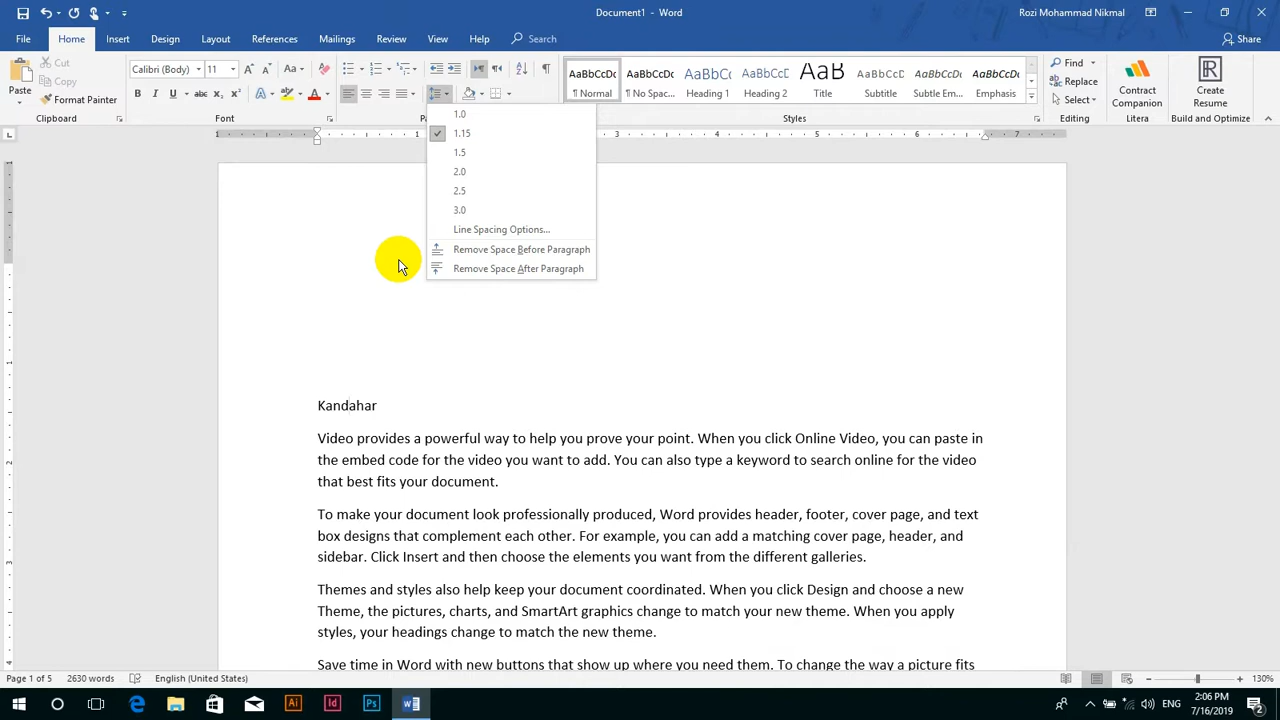 Document1 - Word
Rozi Mohammad Nikmal
File Home Insert Design Layout References Mailings Review View Help Search Share
Cut
Copy
Format Painter
Paste
Clipboard
Calibri (Body) 11
Font
AaBbCcDc AaBbCcDc AaBbC( AaBbCcD AaB AaBbCcD AaBbCcDc AaBbCcDc
¶ Normal ¶ No Spac... Heading 1 Heading 2 Title Subtitle Subtle Em... Emphasis
Styles
Find
Replace
Select
Editing
Contract
Companion
Litera
Create
Resume
Build and Optimize
1.0
1.15
1.5
2.0
2.5
3.0
Line Spacing Options...
Remove Space Before Paragraph
Remove Space After Paragraph
Kandahar
Video provides a powerful way to help you prove your point. When you click Online Video, you can paste in
the embed code for the video you want to add. You can also type a keyword to search online for the video
that best fits your document.
To make your document look professionally produced, Word provides header, footer, cover page, and text
box designs that complement each other. For example, you can add a matching cover page, header, and
sidebar. Click Insert and then choose the elements you want from the different galleries.
Themes and styles also help keep your document coordinated. When you click Design and choose a new
Theme, the pictures, charts, and SmartArt graphics change to match your new theme. When you apply
styles, your headings change to match the new theme.
Save time in Word with new buttons that show up where you need them. To change the way a picture fits
Page 1 of 5 2630 words English (United States) 130%
ENG
2:06 PM
7/16/2019